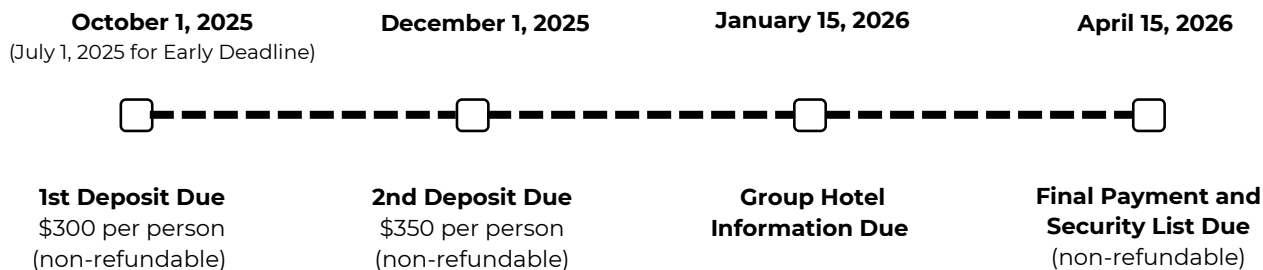 October 1, 2025
(July 1, 2025 for Early Deadline)
December 1, 2025
January 15, 2026
April 15, 2026
1st Deposit Due
$300 per person
(non-refundable)
2nd Deposit Due
$350 per person
(non-refundable)
Group Hotel
Information Due
Final Payment and
Security List Due
(non-refundable)